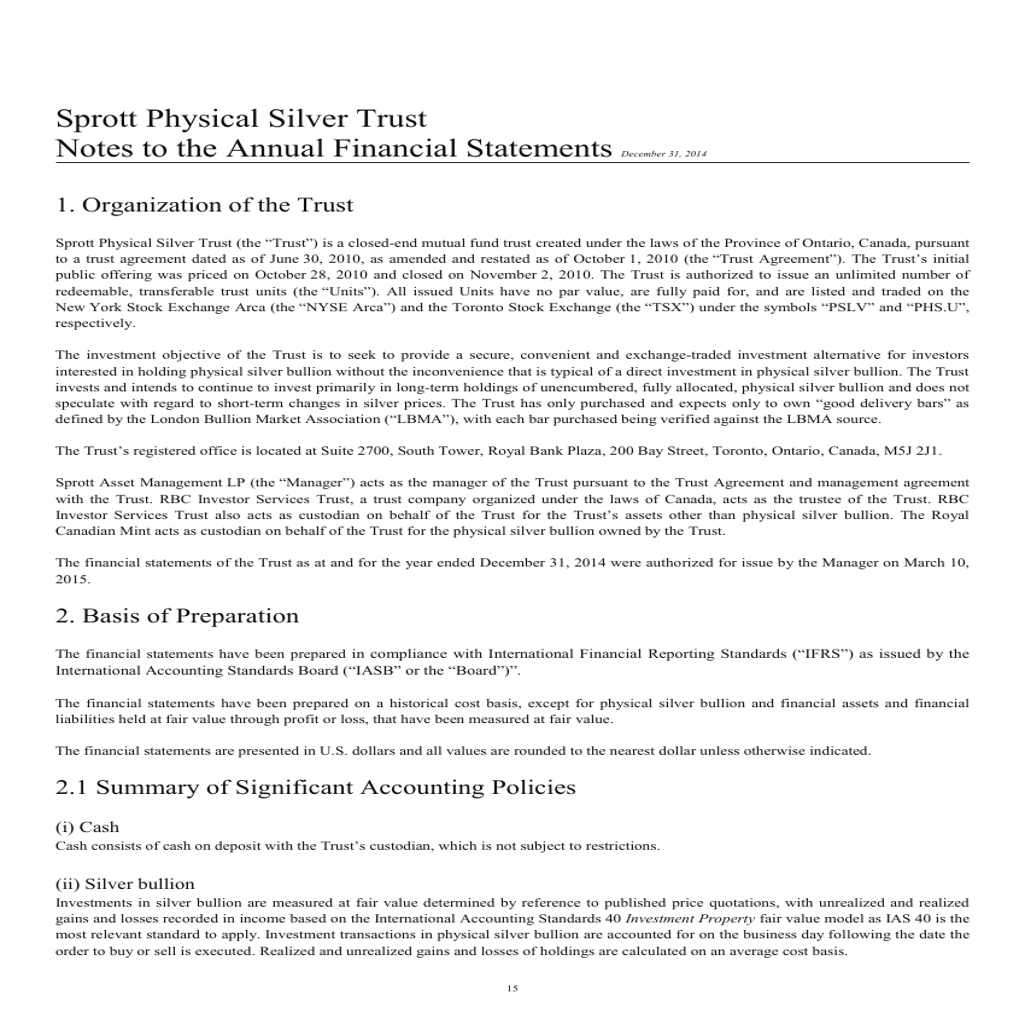 Sprott Physical Silver Trust
Notes to the Annual Financial Statements December 31, 2014
1. Organization of the Trust
Sprott Physical Silver Trust (the “Trust”) is a closed-end mutual fund trust created under the laws of the Province of Ontario, Canada, pursuant
to a trust agreement dated as of June 30, 2010, as amended and restated as of October 1, 2010 (the “Trust Agreement”). The Trust’s initial
public offering was priced on October 28, 2010 and closed on November 2, 2010. The Trust is authorized to issue an unlimited number of
redeemable, transferable trust units (the “Units”). All issued Units have no par value, are fully paid for, and are listed and traded on the
New York Stock Exchange Arca (the “NYSE Arca”) and the Toronto Stock Exchange (the “TSX”) under the symbols “PSLV” and “PHS.U”,
respectively.
The investment objective of the Trust is to seek to provide a secure, convenient and exchange-traded investment alternative for investors
interested in holding physical silver bullion without the inconvenience that is typical of a direct investment in physical silver bullion. The Trust
invests and intends to continue to invest primarily in long-term holdings of unencumbered, fully allocated, physical silver bullion and does not
speculate with regard to short-term changes in silver prices. The Trust has only purchased and expects only to own “good delivery bars” as
defined by the London Bullion Market Association (“LBMA”), with each bar purchased being verified against the LBMA source.
The Trust’s registered office is located at Suite 2700, South Tower, Royal Bank Plaza, 200 Bay Street, Toronto, Ontario, Canada, M5J 2J1.
Sprott Asset Management LP (the “Manager”) acts as the manager of the Trust pursuant to the Trust Agreement and management agreement
with the Trust. RBC Investor Services Trust, a trust company organized under the laws of Canada, acts as the trustee of the Trust. RBC
Investor Services Trust also acts as custodian on behalf of the Trust for the Trust’s assets other than physical silver bullion. The Royal
Canadian Mint acts as custodian on behalf of the Trust for the physical silver bullion owned by the Trust.
The financial statements of the Trust as at and for the year ended December 31, 2014 were authorized for issue by the Manager on March 10,
2015.
2. Basis of Preparation
The financial statements have been prepared in compliance with International Financial Reporting Standards (“IFRS”) as issued by the
International Accounting Standards Board (“IASB” or the “Board”)”.
The financial statements have been prepared on a historical cost basis, except for physical silver bullion and financial assets and financial
liabilities held at fair value through profit or loss, that have been measured at fair value.
The financial statements are presented in U.S. dollars and all values are rounded to the nearest dollar unless otherwise indicated.
2.1 Summary of Significant Accounting Policies
(i) Cash
Cash consists of cash on deposit with the Trust’s custodian, which is not subject to restrictions.
(ii) Silver bullion
Investments in silver bullion are measured at fair value determined by reference to published price quotations, with unrealized and realized
gains and losses recorded in income based on the International Accounting Standards 40 Investment Property fair value model as IAS 40 is the
most relevant standard to apply. Investment transactions in physical silver bullion are accounted for on the business day following the date the
order to buy or sell is executed. Realized and unrealized gains and losses of holdings are calculated on an average cost basis.
15